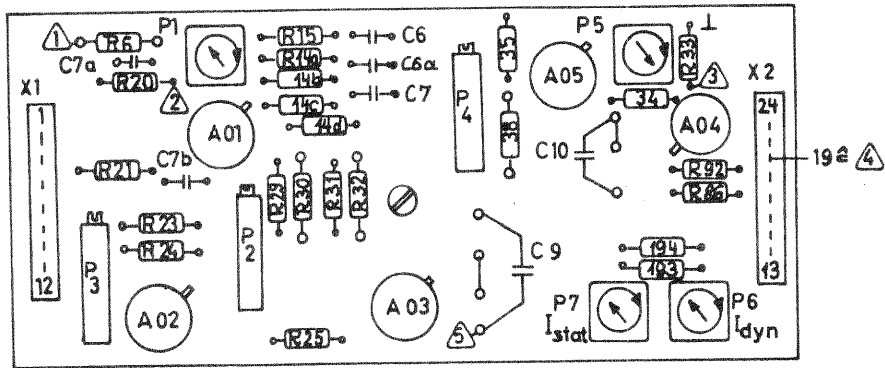 1
R6
P1
C7a
R20
2
X1
1
12
A01
R15
R14a
14b
14c
14d
C6
C6a
C7
R21
C7b
R23
R24
P3
A02
P2
R29
R30
R31
R32
R25
A03
P4
35
38
A05
P5
⊥
R33
3
34
A04
C10
R92
R86
X2
24
13
19≙
4
C9
5
194
193
P7
Istat
P6
Idyn